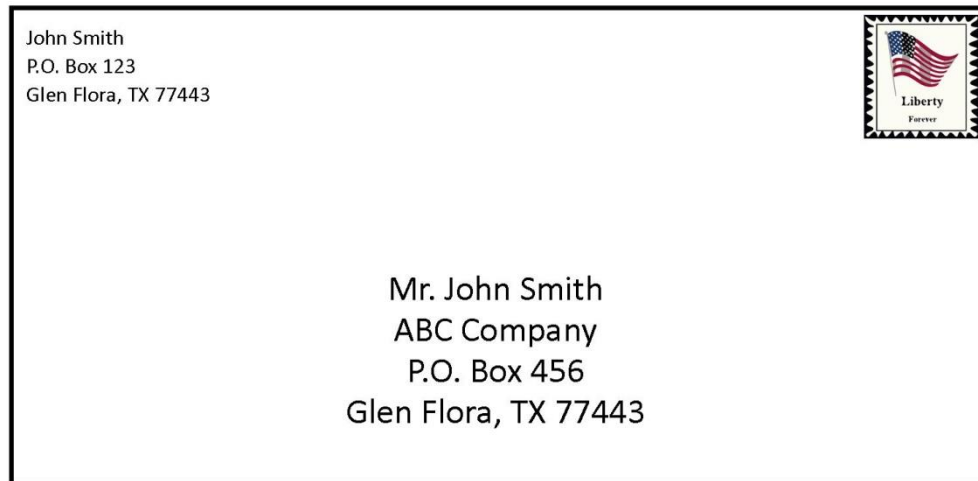 John Smith
P.O. Box 123
Glen Flora, TX 77443
Liberty
Forever
Mr. John Smith
ABC Company
P.O. Box 456
Glen Flora, TX 77443